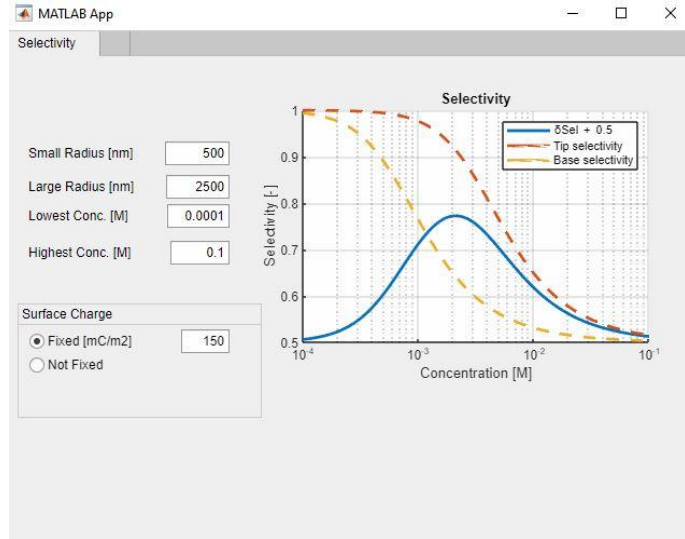 MATLAB App
Selectivity
Small Radius [nm] 500
Large Radius [nm] 2500
Lowest Conc. [M] 0.0001
Highest Conc. [M] 0.1
Surface Charge
Fixed [mC/m2] 150
Not Fixed
Selectivity
δSel + 0.5
Tip selectivity
Base selectivity
Selectivity [-]
1
0.9
0.8
0.7
0.6
0.5
10^-4 10^-3 10^-2 10^-1
Concentration [M]